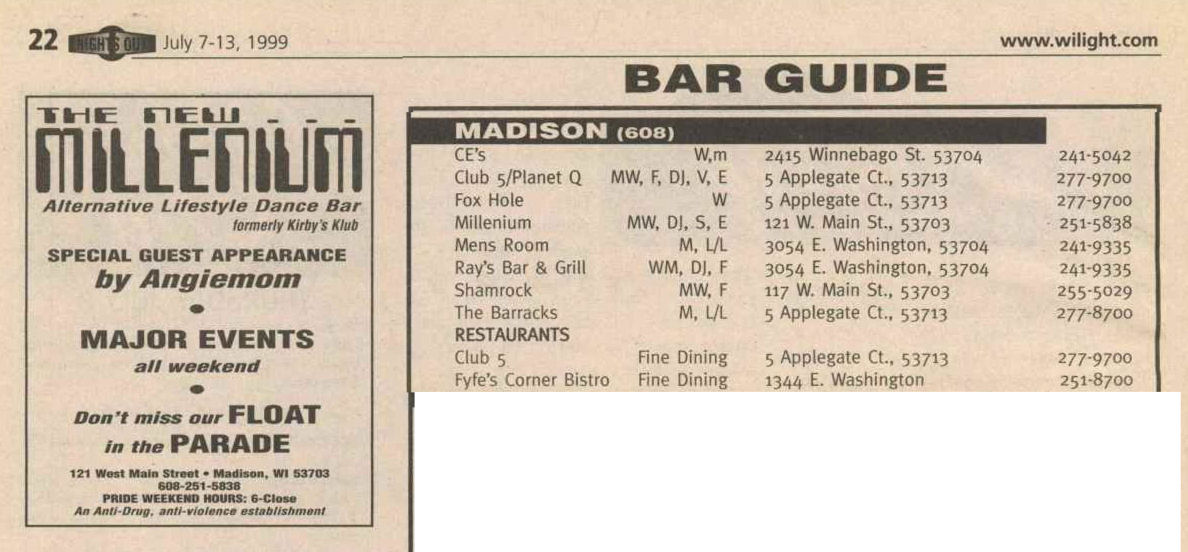 22 NIGHTS OUT July 7-13, 1999 www.wilight.com
THE NEW
MILLENIUM
Alternative Lifestyle Dance Bar
formerly Kirby's Klub
SPECIAL GUEST APPEARANCE
by Angiemom
•
MAJOR EVENTS
all weekend
•
Don't miss our FLOAT
in the PARADE
121 West Main Street • Madison, WI 53703
608-251-5838
PRIDE WEEKEND HOURS: 6-Close
An Anti-Drug, anti-violence establishment
BAR GUIDE
MADISON (608)
CE's W,m 2415 Winnebago St. 53704 241-5042
Club 5/Planet Q MW, F, DJ, V, E 5 Applegate Ct., 53713 277-9700
Fox Hole W 5 Applegate Ct., 53713 277-9700
Millenium MW, DJ, S, E 121 W. Main St., 53703 251-5838
Mens Room M, L/L 3054 E. Washington, 53704 241-9335
Ray's Bar & Grill WM, DJ, F 3054 E. Washington, 53704 241-9335
Shamrock MW, F 117 W. Main St., 53703 255-5029
The Barracks M, L/L 5 Applegate Ct., 53713 277-8700
RESTAURANTS
Club 5 Fine Dining 5 Applegate Ct., 53713 277-9700
Fyfe's Corner Bistro Fine Dining 1344 E. Washington 251-8700